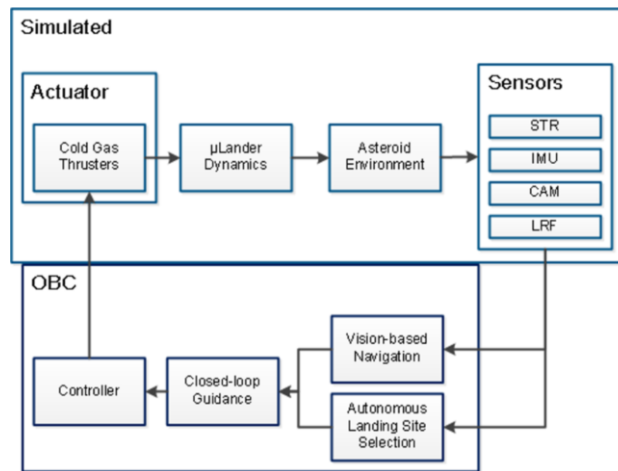 Simulated
Actuator
Cold Gas
Thrusters
µLander
Dynamics
Asteroid
Environment
Sensors
STR
IMU
CAM
LRF
OBC
Controller
Closed-loop
Guidance
Vision-based
Navigation
Autonomous
Landing Site
Selection